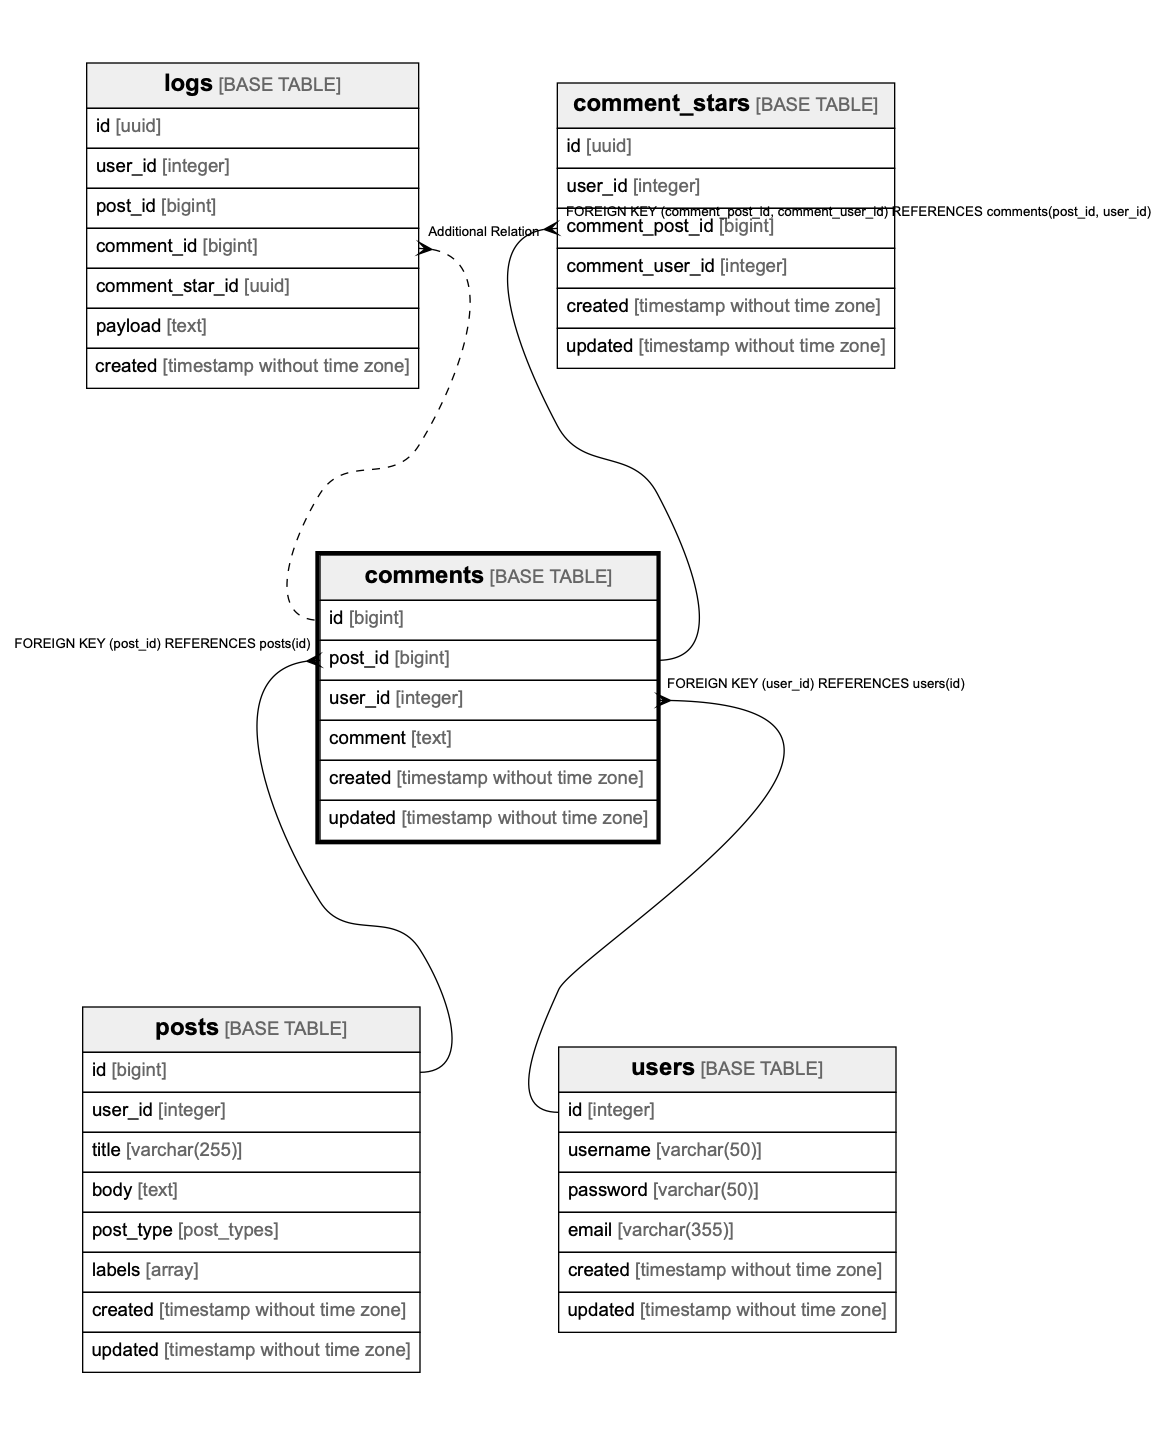 logs [BASE TABLE]
id [uuid]
user_id [integer]
post_id [bigint]
comment_id [bigint]
comment_star_id [uuid]
payload [text]
created [timestamp without time zone]
Additional Relation
comment_stars [BASE TABLE]
id [uuid]
user_id [integer]
FOREIGN KEY (comment_post_id, comment_user_id) REFERENCES comments(post_id, user_id)
comment_post_id [bigint]
comment_user_id [integer]
created [timestamp without time zone]
updated [timestamp without time zone]
comments [BASE TABLE]
id [bigint]
FOREIGN KEY (post_id) REFERENCES posts(id)
post_id [bigint]
FOREIGN KEY (user_id) REFERENCES users(id)
user_id [integer]
comment [text]
created [timestamp without time zone]
updated [timestamp without time zone]
posts [BASE TABLE]
id [bigint]
user_id [integer]
title [varchar(255)]
body [text]
post_type [post_types]
labels [array]
created [timestamp without time zone]
updated [timestamp without time zone]
users [BASE TABLE]
id [integer]
username [varchar(50)]
password [varchar(50)]
email [varchar(355)]
created [timestamp without time zone]
updated [timestamp without time zone]